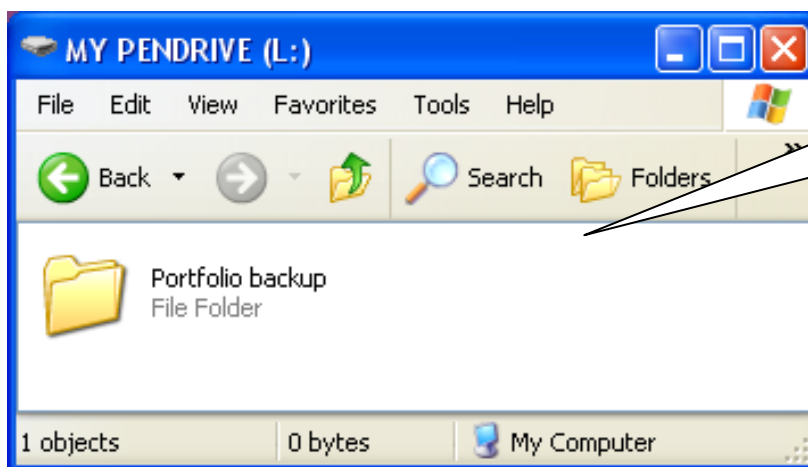 MY PENDRIVE (L:)
File Edit View Favorites Tools Help
Back Search Folders »
Portfolio backup
File Folder
1 objects 0 bytes My Computer